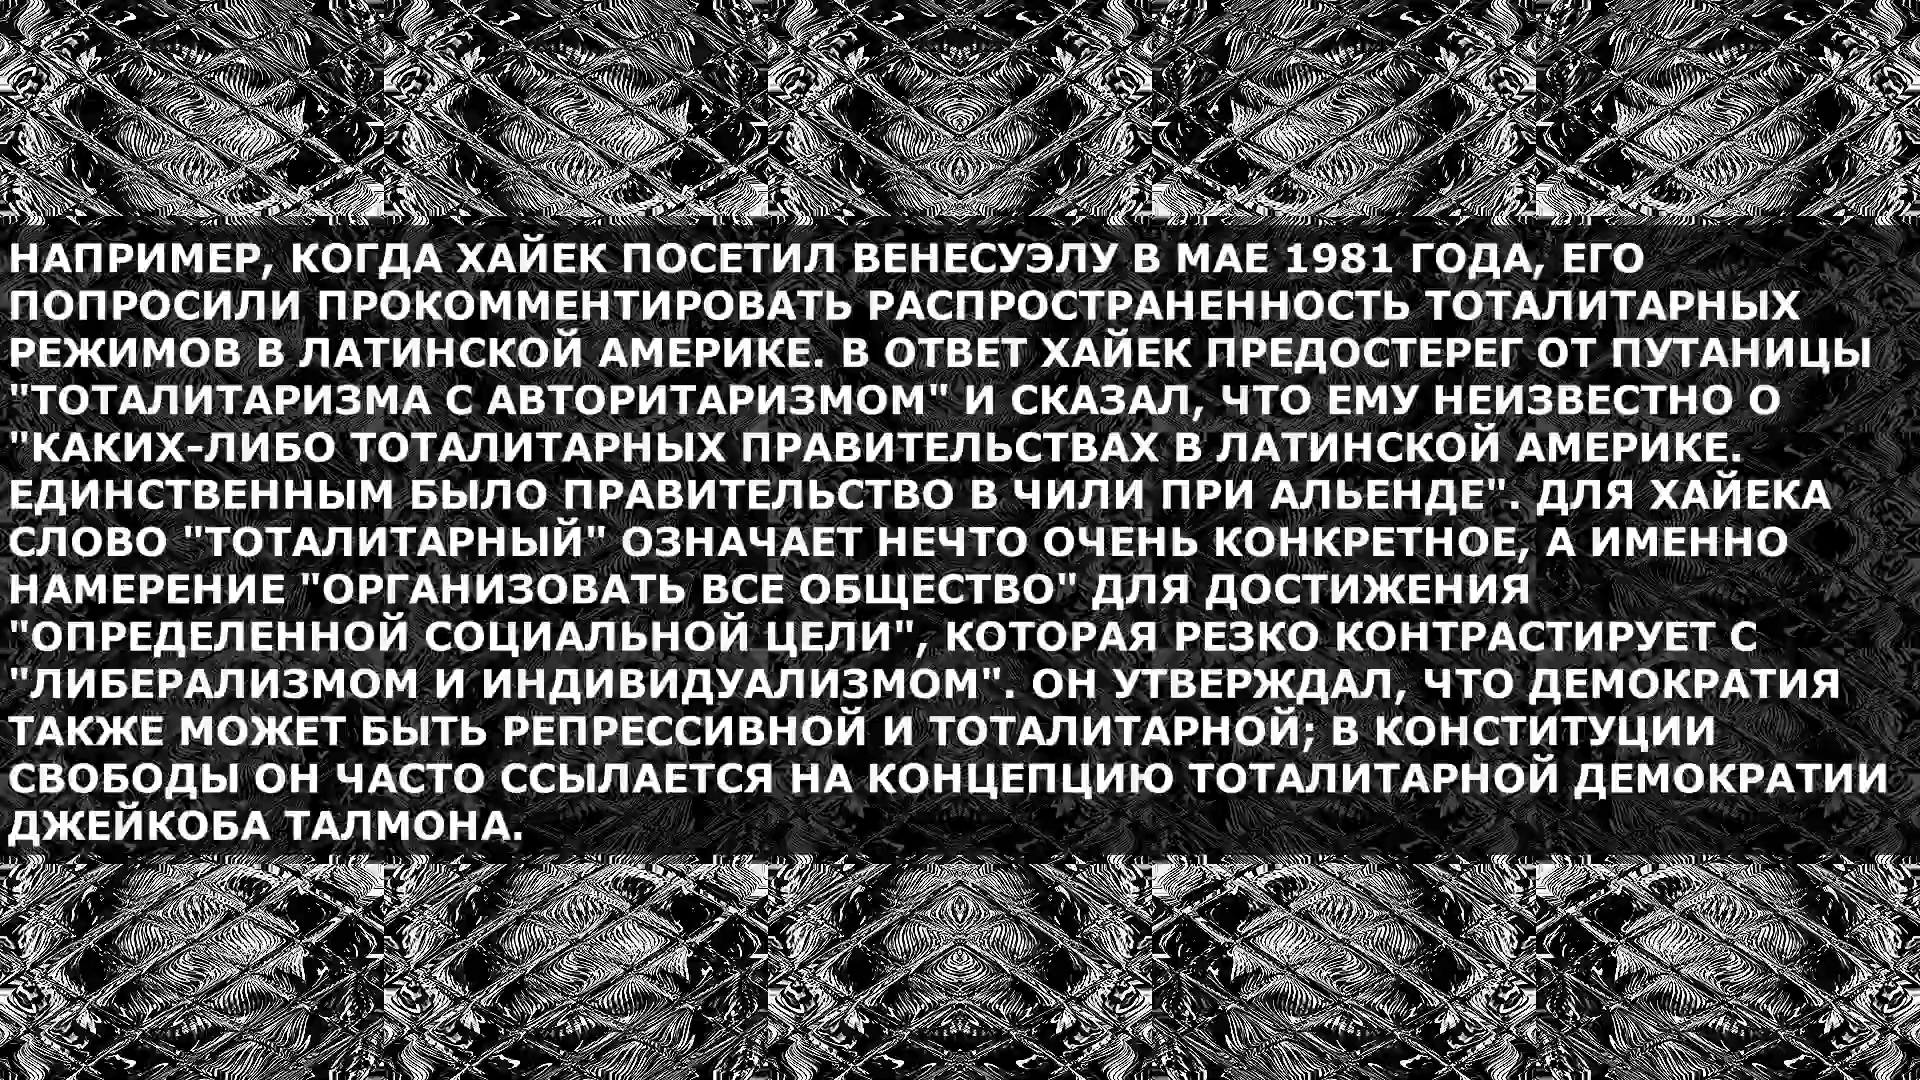 НАПРИМЕР, КОГДА ХАЙЕК ПОСЕТИЛ ВЕНЕСУЭЛУ В МАЕ 1981 ГОДА, ЕГО
ПОПРОСИЛИ ПРОКОММЕНТИРОВАТЬ РАСПРОСТРАНЕННОСТЬ ТОТАЛИТАРНЫХ
РЕЖИМОВ В ЛАТИНСКОЙ АМЕРИКЕ. В ОТВЕТ ХАЙЕК ПРЕДОСТЕРЕГ ОТ ПУТАНИЦЫ
"ТОТАЛИТАРИЗМА С АВТОРИТАРИЗМОМ" И СКАЗАЛ, ЧТО ЕМУ НЕИЗВЕСТНО О
"КАКИХ-ЛИБО ТОТАЛИТАРНЫХ ПРАВИТЕЛЬСТВАХ В ЛАТИНСКОЙ АМЕРИКЕ.
ЕДИНСТВЕННЫМ БЫЛО ПРАВИТЕЛЬСТВО В ЧИЛИ ПРИ АЛЬЕНДЕ". ДЛЯ ХАЙЕКА
СЛОВО "ТОТАЛИТАРНЫЙ" ОЗНАЧАЕТ НЕЧТО ОЧЕНЬ КОНКРЕТНОЕ, А ИМЕННО
НАМЕРЕНИЕ "ОРГАНИЗОВАТЬ ВСЕ ОБЩЕСТВО" ДЛЯ ДОСТИЖЕНИЯ
"ОПРЕДЕЛЕННОЙ СОЦИАЛЬНОЙ ЦЕЛИ", КОТОРАЯ РЕЗКО КОНТРАСТИРУЕТ С
"ЛИБЕРАЛИЗМОМ И ИНДИВИДУАЛИЗМОМ". ОН УТВЕРЖДАЛ, ЧТО ДЕМОКРАТИЯ
ТАКЖЕ МОЖЕТ БЫТЬ РЕПРЕССИВНОЙ И ТОТАЛИТАРНОЙ; В КОНСТИТУЦИИ
СВОБОДЫ ОН ЧАСТО ССЫЛАЕТСЯ НА КОНЦЕПЦИЮ ТОТАЛИТАРНОЙ ДЕМОКРАТИИ
ДЖЕЙКОБА ТАЛМОНА.